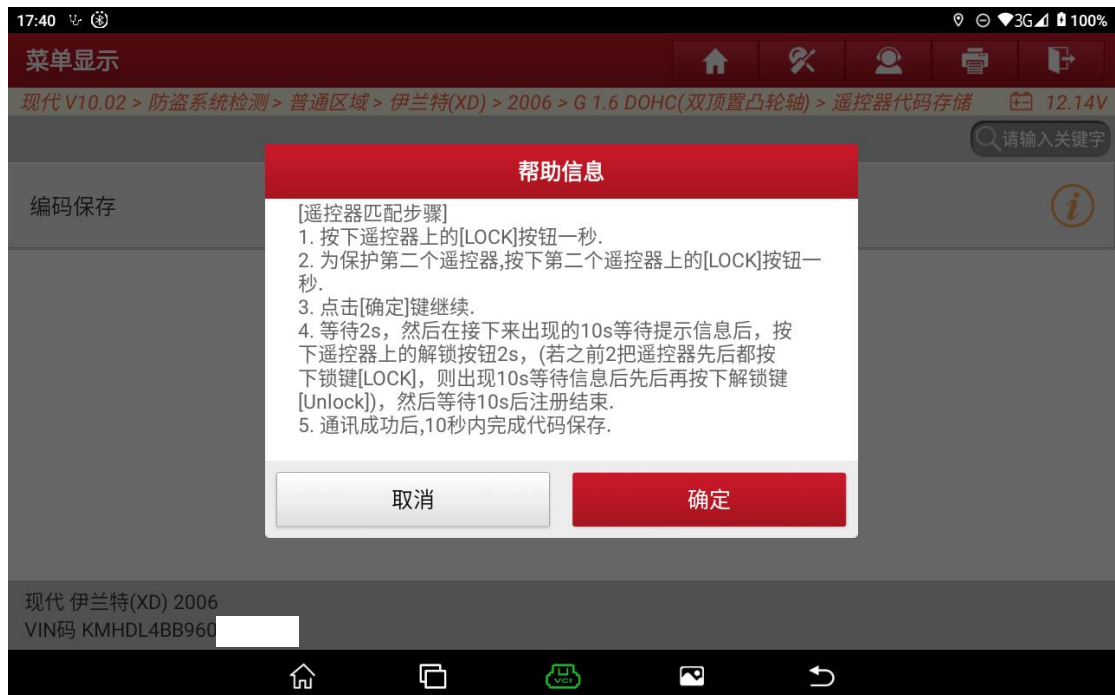 17:40
3G 100%
菜单显示
现代 V10.02 > 防盗系统检测 > 普通区域 > 伊兰特(XD) > 2006 > G 1.6 DOHC(双顶置凸轮轴) > 遥控器代码存储 12.14V
请输入关键字
编码保存
帮助信息
[遥控器匹配步骤]
1. 按下遥控器上的[LOCK]按钮一秒.
2. 为保护第二个遥控器,按下第二个遥控器上的[LOCK]按钮一
秒.
3. 点击[确定]键继续.
4. 等待2s，然后在接下来出现的10s等待提示信息后，按
下遥控器上的解锁按钮2s，(若之前2把遥控器先后都按
下锁键[LOCK]，则出现10s等待信息后先后再按下解锁键
[Unlock])，然后等待10s后注册结束.
5. 通讯成功后,10秒内完成代码保存.
取消
确定
现代 伊兰特(XD) 2006
VIN码 KMHDL4BB960
VCI